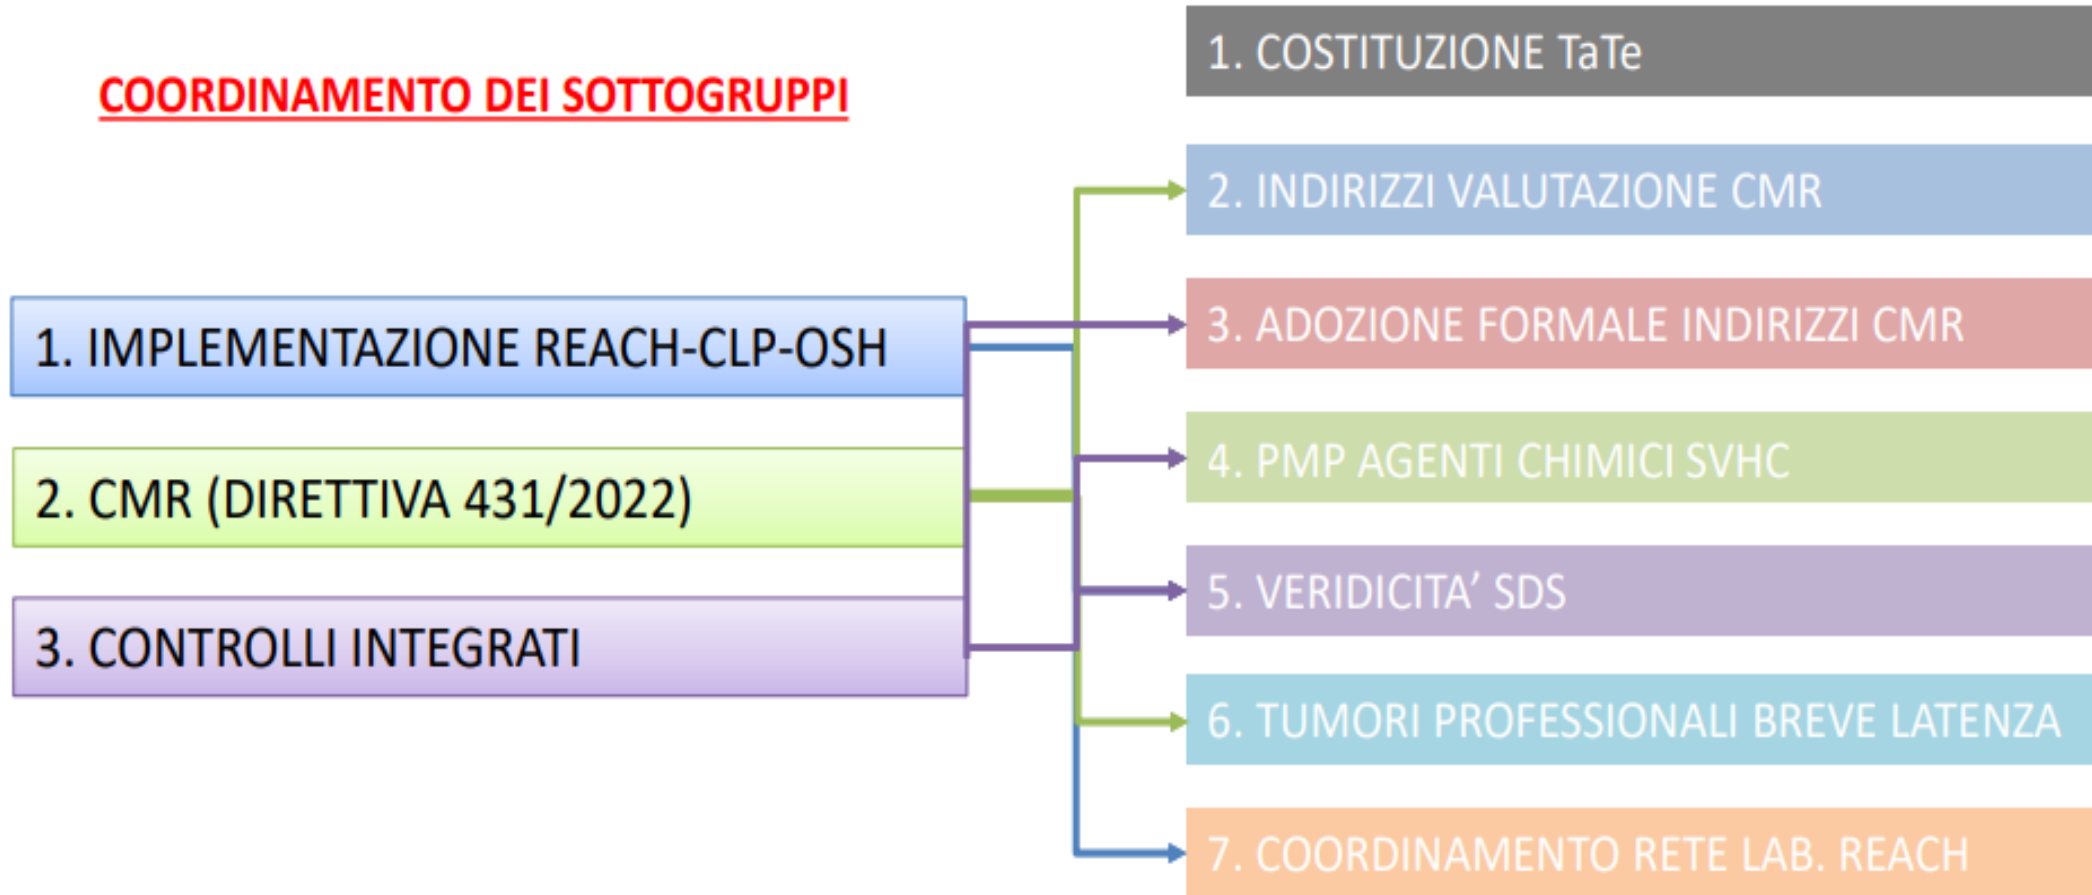 COORDINAMENTO DEI SOTTOGRUPPI
1. IMPLEMENTAZIONE REACH-CLP-OSH
2. CMR (DIRETTIVA 431/2022)
3. CONTROLLI INTEGRATI
1. COSTITUZIONE TaTe
2. INDIRIZZI VALUTAZIONE CMR
3. ADOZIONE FORMALE INDIRIZZI CMR
4. PMP AGENTI CHIMICI SVHC
5. VERIDICITA’ SDS
6. TUMORI PROFESSIONALI BREVE LATENZA
7. COORDINAMENTO RETE LAB. REACH